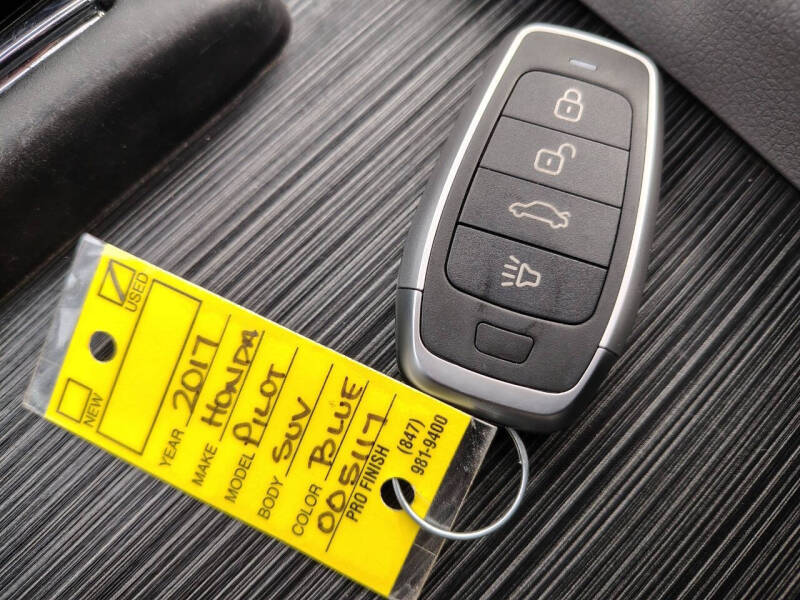 USED
NEW
YEAR 2017
MAKE HONDA
MODEL PILOT
BODY SUV
COLOR BLUE
005117
PRO FINISH (847)
981-9400